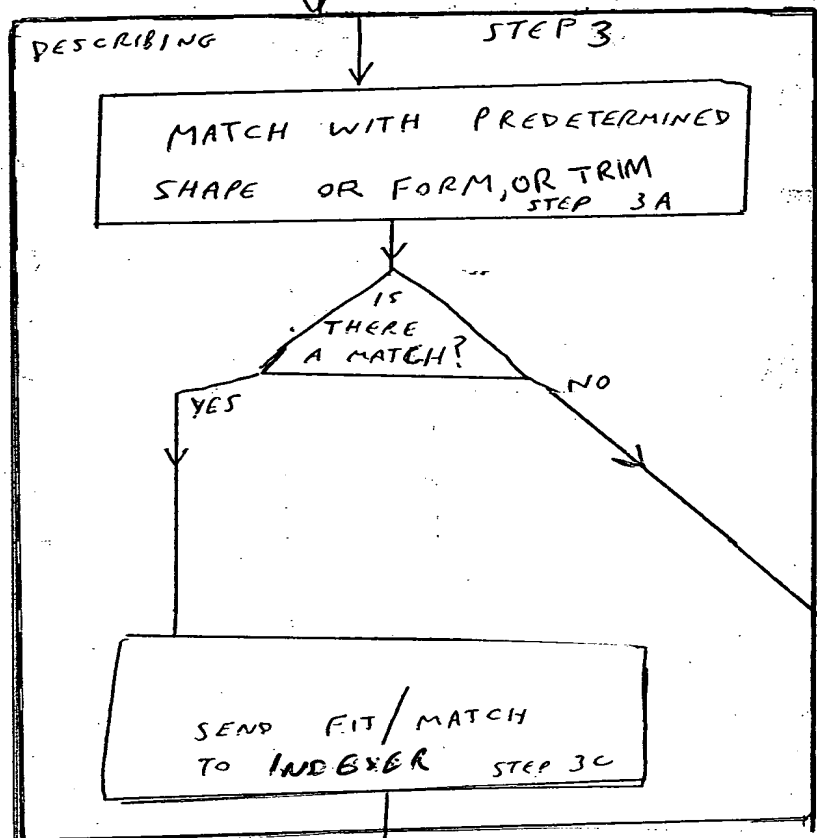 DESCRIBING
STEP 3
MATCH WITH PREDETERMINED
SHAPE OR FORM, OR TRIM
STEP 3A
IS
THERE
A MATCH?
YES
NO
SEND FIT/MATCH
TO INDEXER STEP 3C